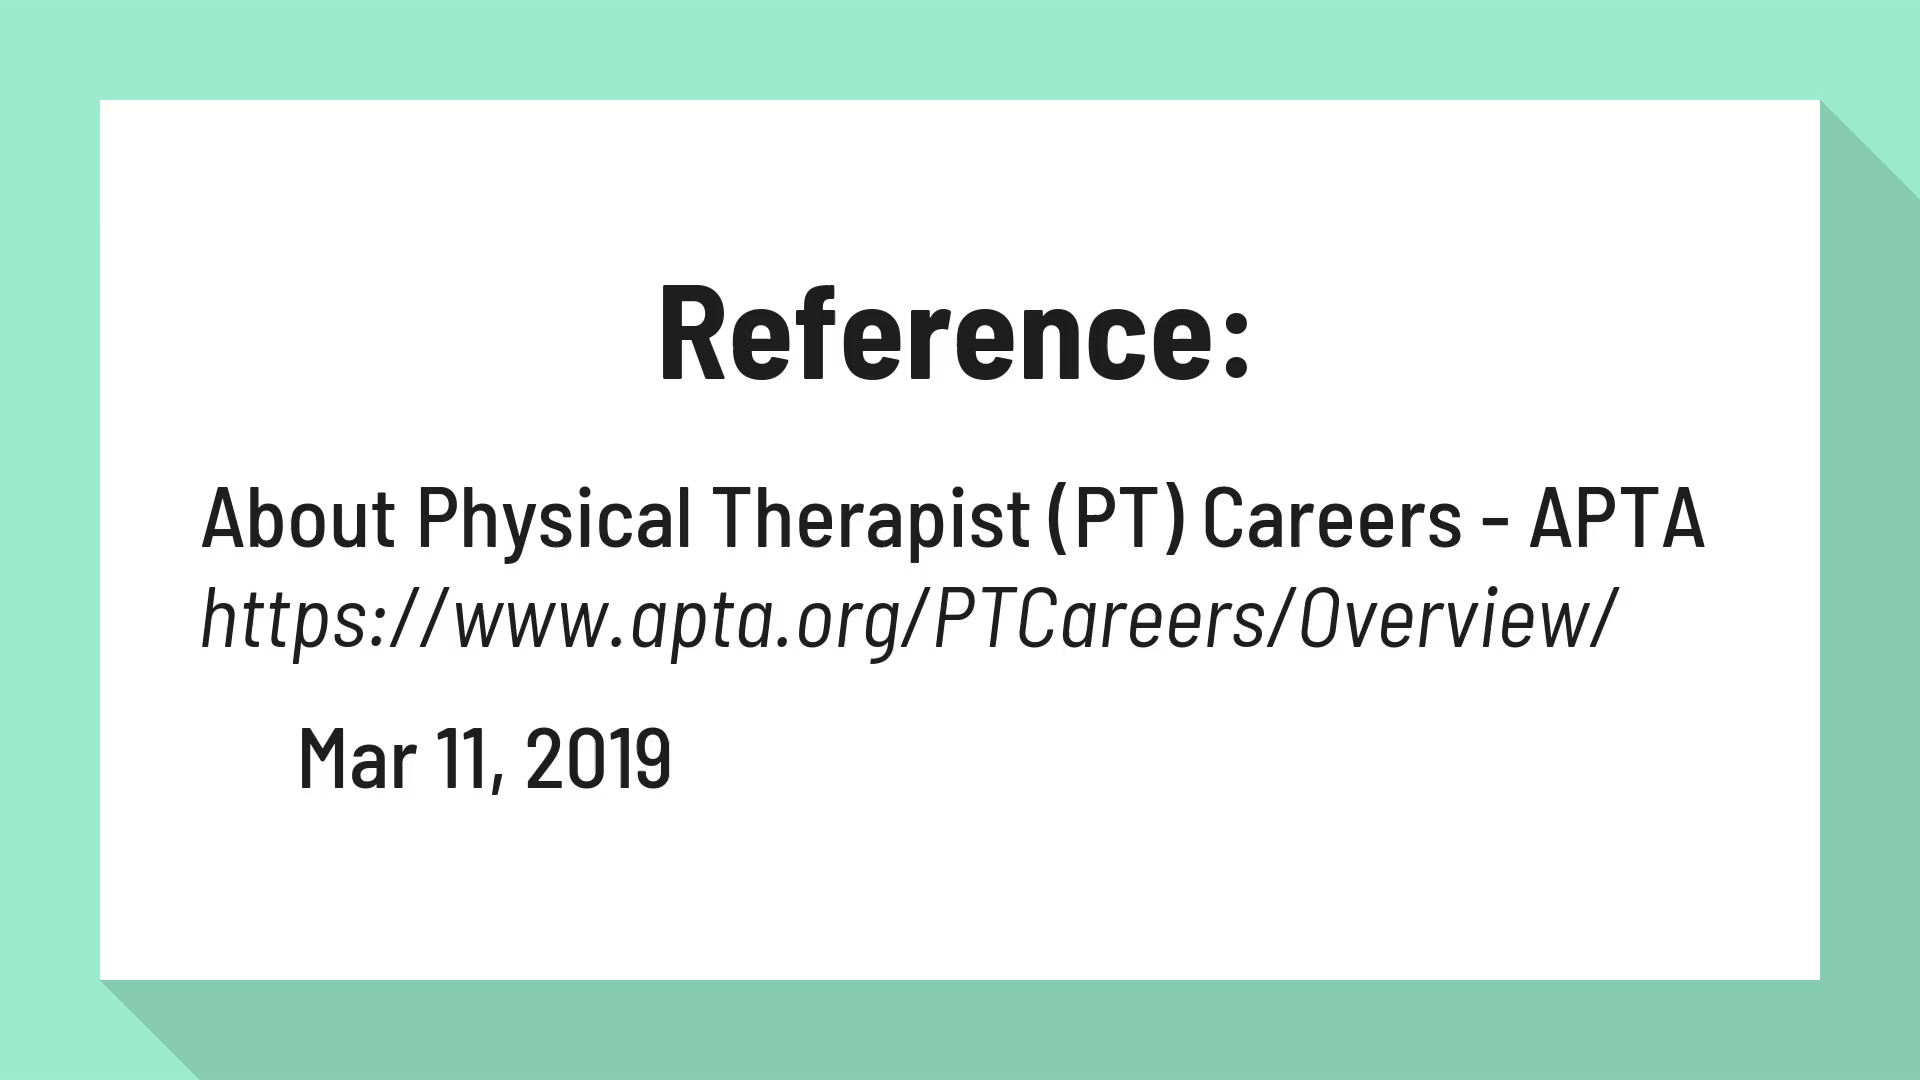 Reference:
About Physical Therapist (PT) Careers - APTA
https://www.apta.org/PTCareers/Overview/
Mar 11, 2019